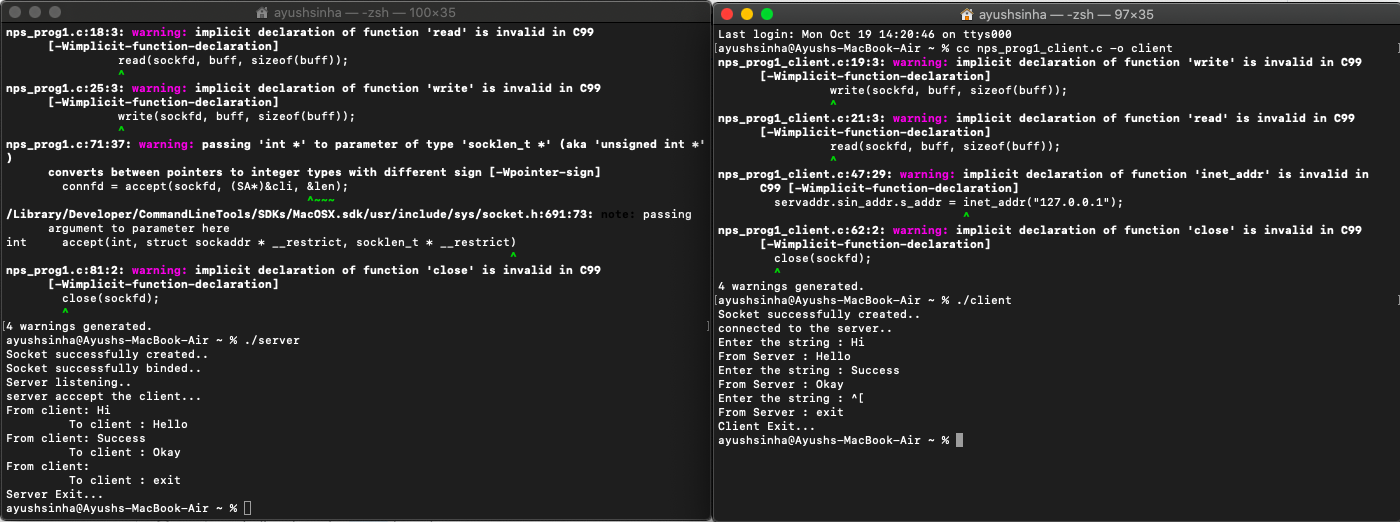 ayushsinha — -zsh — 100×35
nps_prog1.c:18:3: warning: implicit declaration of function 'read' is invalid in C99
[-Wimplicit-function-declaration]
read(sockfd, buff, sizeof(buff));
^
nps_prog1.c:25:3: warning: implicit declaration of function 'write' is invalid in C99
[-Wimplicit-function-declaration]
write(sockfd, buff, sizeof(buff));
^
nps_prog1.c:71:37: warning: passing 'int *' to parameter of type 'socklen_t *' (aka 'unsigned int *'
)
converts between pointers to integer types with different sign [-Wpointer-sign]
connfd = accept(sockfd, (SA*)&cli, &len);
^~~~
/Library/Developer/CommandLineTools/SDKs/MacOSX.sdk/usr/include/sys/socket.h:691:73: note: passing
argument to parameter here
int     accept(int, struct sockaddr * __restrict, socklen_t * __restrict)
^
nps_prog1.c:81:2: warning: implicit declaration of function 'close' is invalid in C99
[-Wimplicit-function-declaration]
close(sockfd);
^
[4 warnings generated. ]
ayushsinha@Ayushs-MacBook-Air ~ % ./server
Socket successfully created..
Socket successfully binded..
Server listening..
server acccept the client...
From client: Hi
To client : Hello
From client: Success
To client : Okay
From client:
To client : exit
Server Exit...
ayushsinha@Ayushs-MacBook-Air ~ %
ayushsinha — -zsh — 97×35
Last login: Mon Oct 19 14:20:46 on ttys000
[ayushsinha@Ayushs-MacBook-Air ~ % cc nps_prog1_client.c -o client ]
nps_prog1_client.c:19:3: warning: implicit declaration of function 'write' is invalid in C99
[-Wimplicit-function-declaration]
write(sockfd, buff, sizeof(buff));
^
nps_prog1_client.c:21:3: warning: implicit declaration of function 'read' is invalid in C99
[-Wimplicit-function-declaration]
read(sockfd, buff, sizeof(buff));
^
nps_prog1_client.c:47:29: warning: implicit declaration of function 'inet_addr' is invalid in
C99 [-Wimplicit-function-declaration]
servaddr.sin_addr.s_addr = inet_addr("127.0.0.1");
^
nps_prog1_client.c:62:2: warning: implicit declaration of function 'close' is invalid in C99
[-Wimplicit-function-declaration]
close(sockfd);
^
4 warnings generated.
[ayushsinha@Ayushs-MacBook-Air ~ % ./client ]
Socket successfully created..
connected to the server..
Enter the string : Hi
From Server : Hello
Enter the string : Success
From Server : Okay
Enter the string : ^[
From Server : exit
Client Exit...
ayushsinha@Ayushs-MacBook-Air ~ %